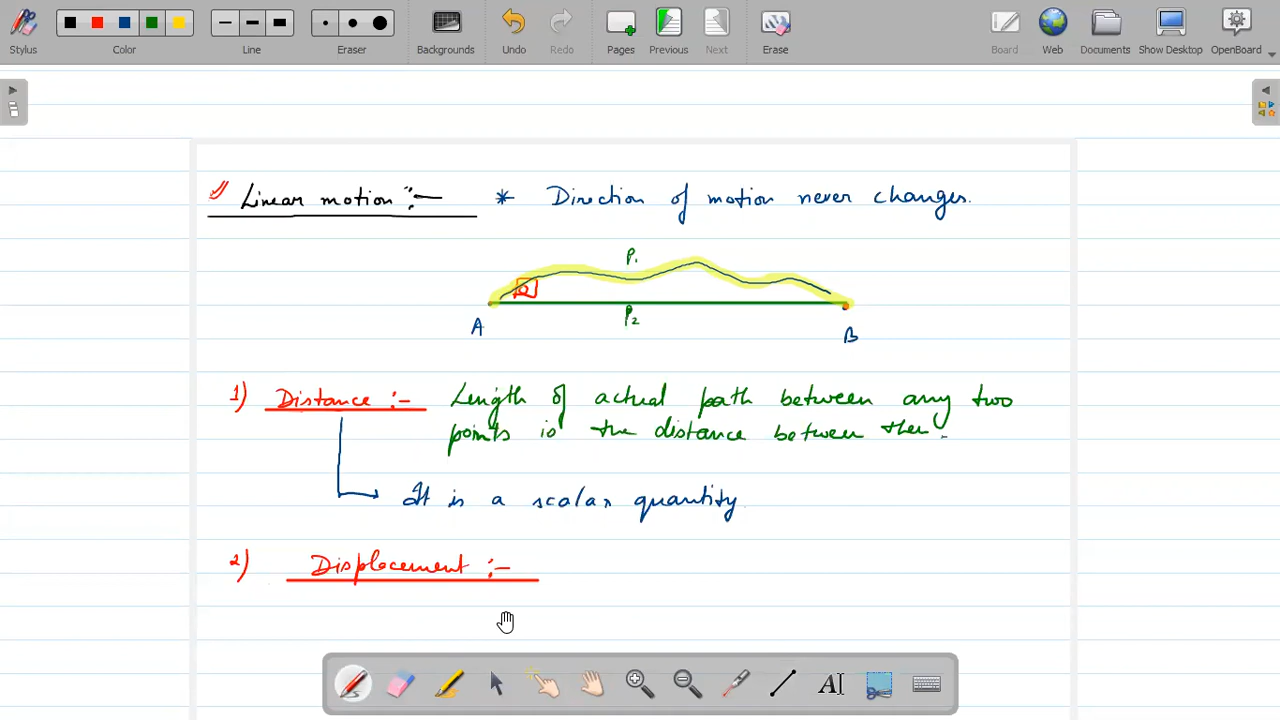 Stylus
Color
Line
Eraser
Backgrounds
Undo
Redo
Pages
Previous
Next
Erase
Board
Web
Documents
Show Desktop
OpenBoard
Linear motion :- * Direction of motion never changes.
P1
A
P2
B
1) Distance :- Length of actual path between any two
points is the distance between them.
It is a scalar quantity
2) Displacement :-
AI